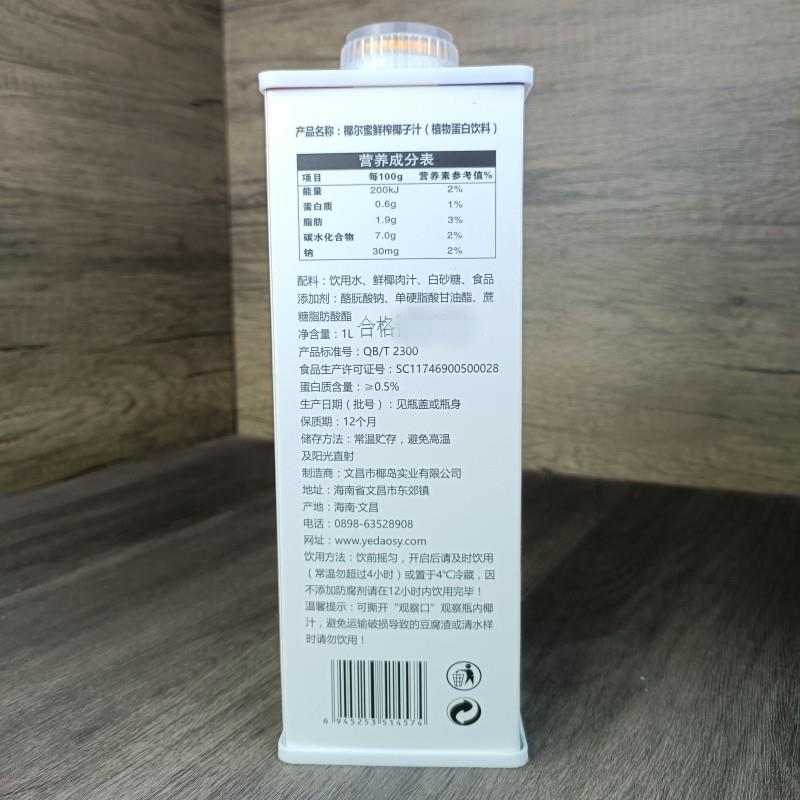 产品名称：椰尔蜜鲜榨椰子汁（植物蛋白饮料）
营养成分表
项目 每100g 营养素参考值%
能量 200kJ 2%
蛋白质 0.6g 1%
脂肪 1.9g 3%
碳水化合物 7.0g 2%
钠 30mg 2%
配料：饮用水、鲜椰肉汁、白砂糖、食品
添加剂：酪朊酸钠、单硬脂酸甘油酯、蔗
糖脂肪酸酯
净含量：1L 合格
产品标准号：QB/T 2300
食品生产许可证号：SC11746900500028
蛋白质含量：≥0.5%
生产日期（批号）：见瓶盖或瓶身
保质期：12个月
储存方法：常温贮存，避免高温
及阳光直射
制造商：文昌市椰岛实业有限公司
地址：海南省文昌市东郊镇
产地：海南·文昌
电话：0898-63528908
网址：www.yedaosy.com
饮用方法：饮前摇匀，开启后请及时饮用
（常温勿超过4小时）或置于4℃冷藏，因
不添加防腐剂请在12小时内饮用完毕！
温馨提示：可撕开“观察口”观察瓶内椰
汁，避免运输破损导致的豆腐渣或清水样
时请勿饮用！
6 945253 514574